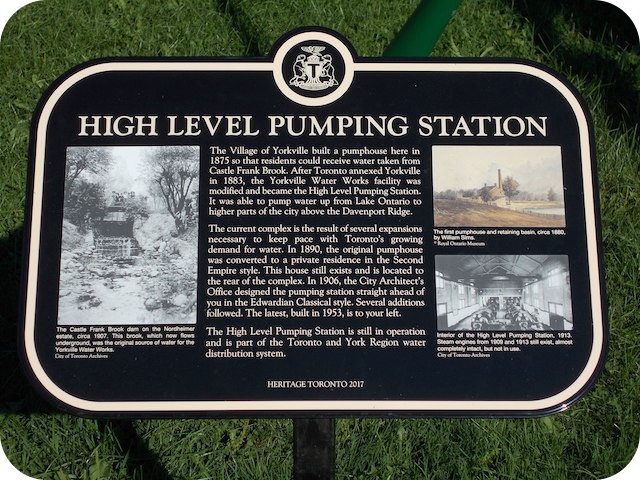 T
HIGH LEVEL PUMPING STATION
The Village of Yorkville built a pumphouse here in
1875 so that residents could receive water taken from
Castle Frank Brook. After Toronto annexed Yorkville
in 1883, the Yorkville Water Works facility was
modified and became the High Level Pumping Station.
It was able to pump water up from Lake Ontario to
higher parts of the city above the Davenport Ridge.
The current complex is the result of several expansions
necessary to keep pace with Toronto's growing
demand for water. In 1890, the original pumphouse
was converted to a private residence in the Second
Empire style. This house still exists and is located to
the rear of the complex. In 1906, the City Architect's
Office designed the pumping station straight ahead of
you in the Edwardian Classical style. Several additions
followed. The latest, built in 1953, is to your left.
The High Level Pumping Station is still in operation
and is part of the Toronto and York Region water
distribution system.
The Castle Frank Brook dam on the Nordheimer
estate, circa 1907. This brook, which now flows
underground, was the original source of water for the
Yorkville Water Works.
City of Toronto Archives
The first pumphouse and retaining basin, circa 1880,
by William Sims.
© Royal Ontario Museum
Interior of the High Level Pumping Station, 1913.
Steam engines from 1909 and 1913 still exist, almost
completely intact, but not in use.
City of Toronto Archives
HERITAGE TORONTO 2017